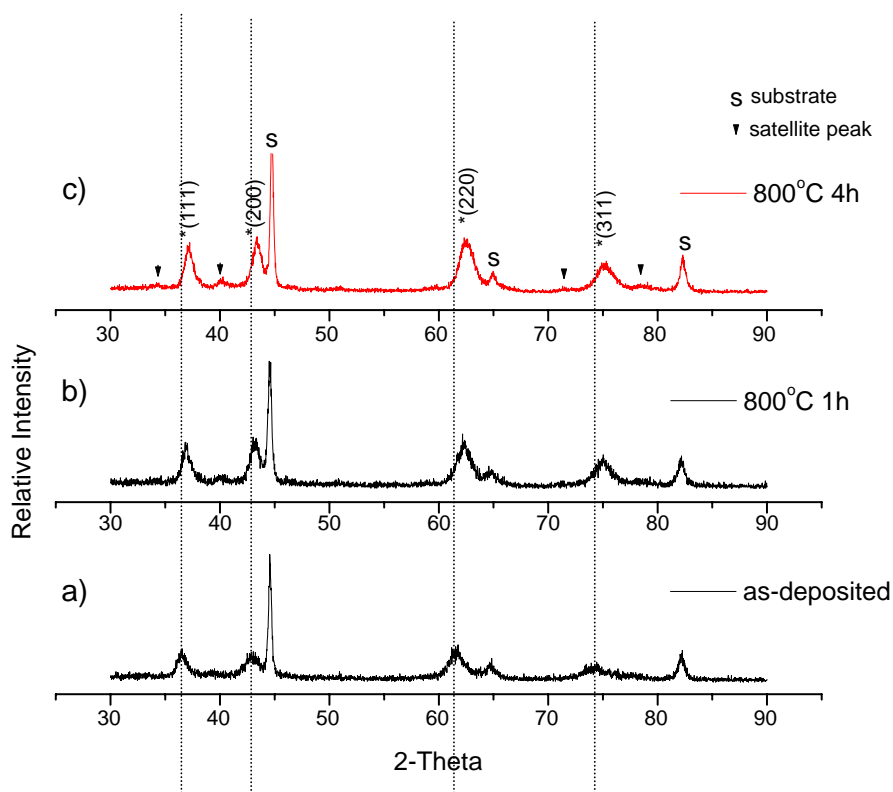 s substrate
satellite peak
c)
*(111)
*(200)
s
*(220)
s
*(311)
s
800°C 4h
30 40 50 60 70 80 90
b)
800°C 1h
30 40 50 60 70 80 90
a)
as-deposited
30 40 50 60 70 80 90
Relative Intensity
2-Theta